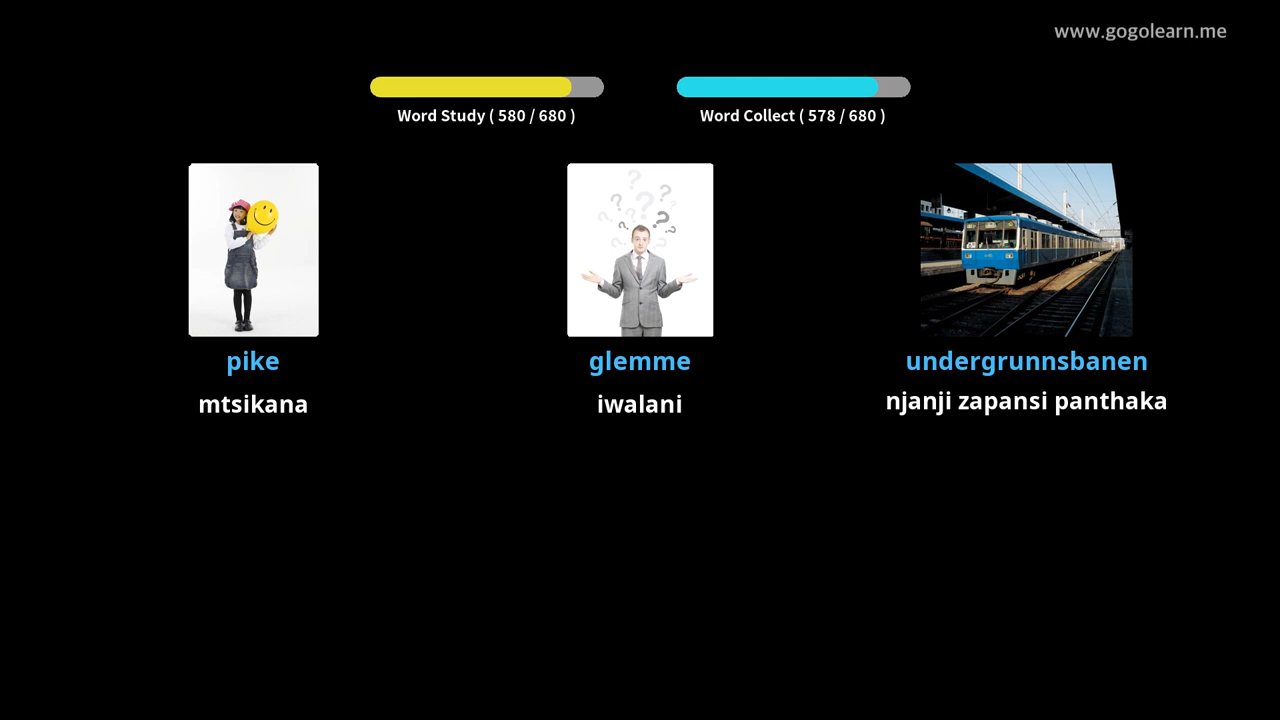 www.gogolearn.me
Word Study ( 580 / 680 )
Word Collect ( 578 / 680 )
pike
mtsikana
glemme
iwalani
undergrunnsbanen
njanji zapansi panthaka